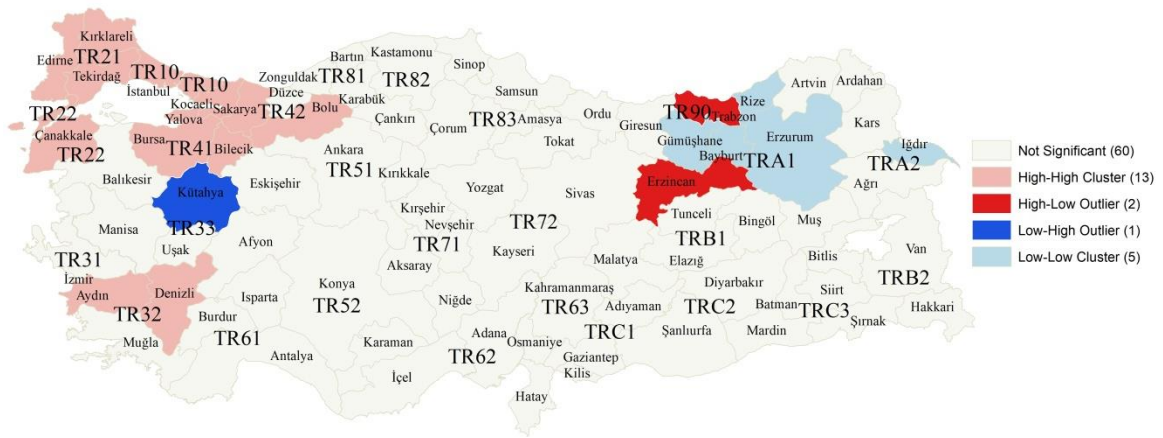 Kırklareli
Edirne
TR21
Tekirdağ
TR10
TR10
İstanbul
Kocaeli
Yalova
Sakarya
TR42
Zonguldak
Düzce
Bolu
Bartın
TR81
Karabük
Kastamonu
TR82
Çankırı
Sinop
Samsun
TR83
Amasya
Çorum
Tokat
Ordu
Giresun
TR90
Trabzon
Rize
Artvin
Ardahan
Kars
Erzurum
Gümüşhane
Bayburt
TRA1
Iğdır
TRA2
Ağrı
TR22
Çanakkale
TR22
Bursa
TR41
Bilecik
Balıkesir
Kütahya
TR33
Eskişehir
Ankara
TR51
Kırıkkale
Yozgat
Sivas
Erzincan
Tunceli
Bingöl
Muş
TRB1
Manisa
Uşak
Afyon
Kırşehir
Nevşehir
TR71
TR72
Kayseri
Aksaray
Malatya
Elazığ
Bitlis
Van
TRB2
Hakkari
TR31
İzmir
Aydın
Denizli
TR32
Muğla
Isparta
Burdur
TR61
Antalya
Konya
TR52
Niğde
Karaman
İçel
Adana
TR62
Osmaniye
Kahramanmaraş
TR63
Adıyaman
TRC1
Gaziantep
Kilis
Hatay
Diyarbakır
TRC2
Şanlıurfa
Batman
Mardin
Siirt
TRC3
Şırnak
Not Significant (60)
High-High Cluster (13)
High-Low Outlier (2)
Low-High Outlier (1)
Low-Low Cluster (5)